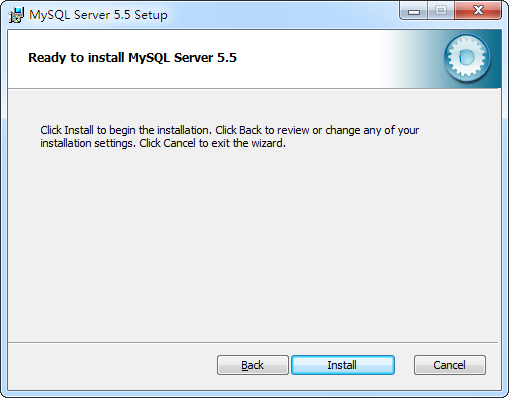 MySQL Server 5.5 Setup
Ready to install MySQL Server 5.5
Click Install to begin the installation. Click Back to review or change any of your
installation settings. Click Cancel to exit the wizard.
Back
Install
Cancel